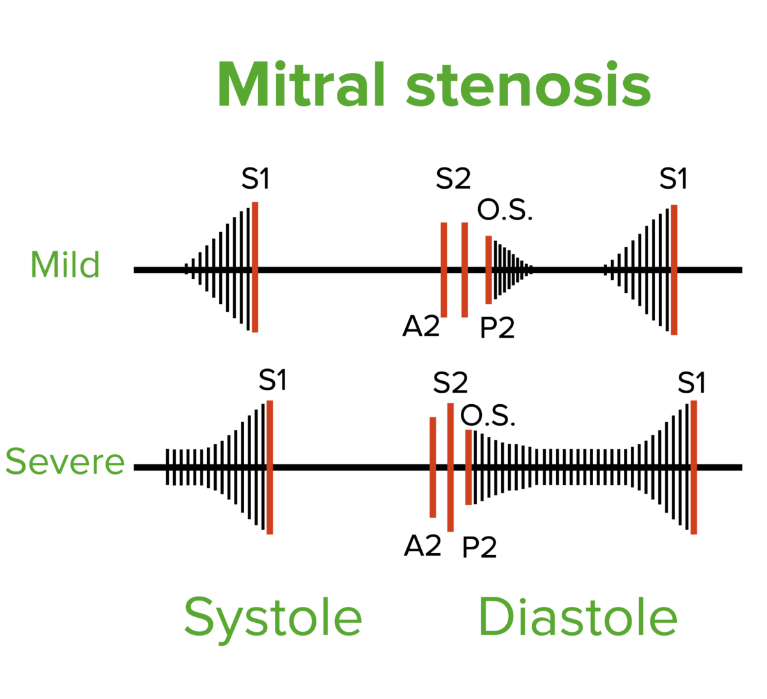 Mitral stenosis
S1 S2 S1
O.S.
Mild
A2 P2
S1 S2 S1
O.S.
Severe
A2 P2
Systole Diastole